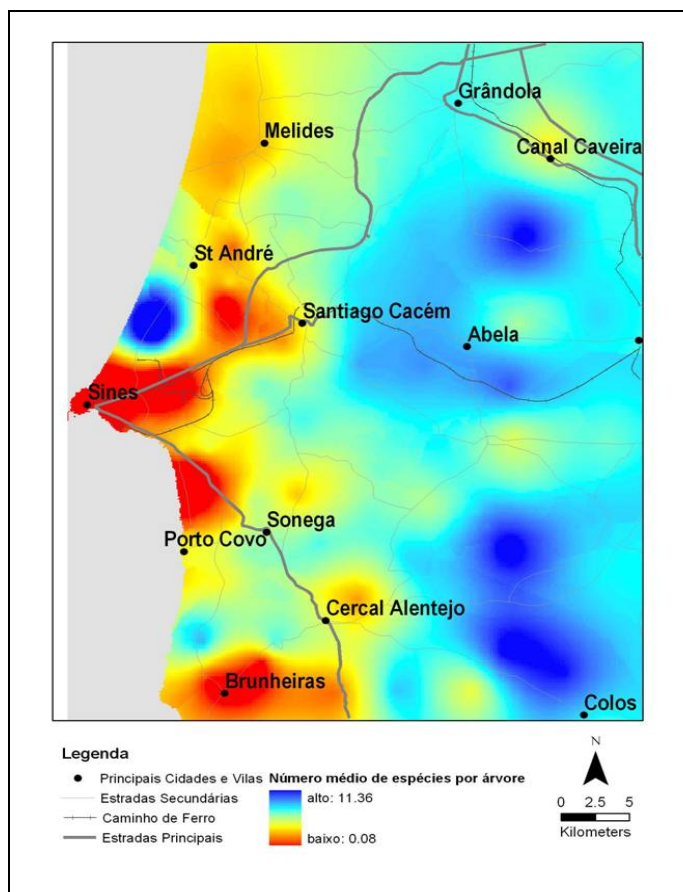 Grândola
Melides
Canal Caveira
St André
Santiago Cacém
Abela
Sines
Sonega
Porto Covo
Cercal Alentejo
Brunheiras
Colos
Legenda
Principais Cidades e Vilas
Estradas Secundárias
Caminho de Ferro
Estradas Principais
Número médio de espécies por árvore
alto: 11.36
baixo: 0.08
N
0 2.5 5
Kilometers